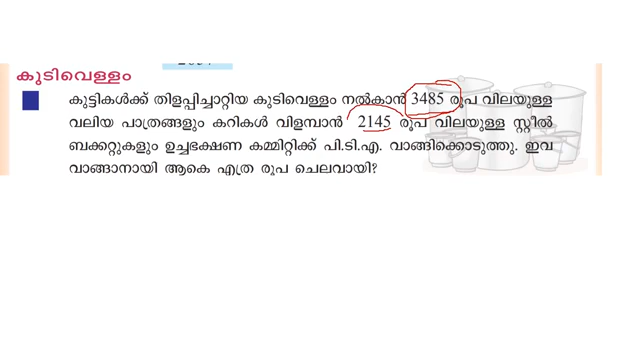 കുടിവെള്ളം
കുട്ടികൾക്ക് തിളപ്പിച്ചാറ്റിയ കുടിവെള്ളം നൽകാൻ 3485 രൂപ വിലയുള്ള
വലിയ പാത്രങ്ങളും കറികൾ വിളമ്പാൻ 2145 രൂപ വിലയുള്ള സ്റ്റീൽ
ബക്കറ്റുകളും ഉച്ചഭക്ഷണ കമ്മിറ്റിക്ക് പി.ടി.എ. വാങ്ങിക്കൊടുത്തു. ഇവ
വാങ്ങാനായി ആകെ എത്ര രൂപ ചെലവായി?